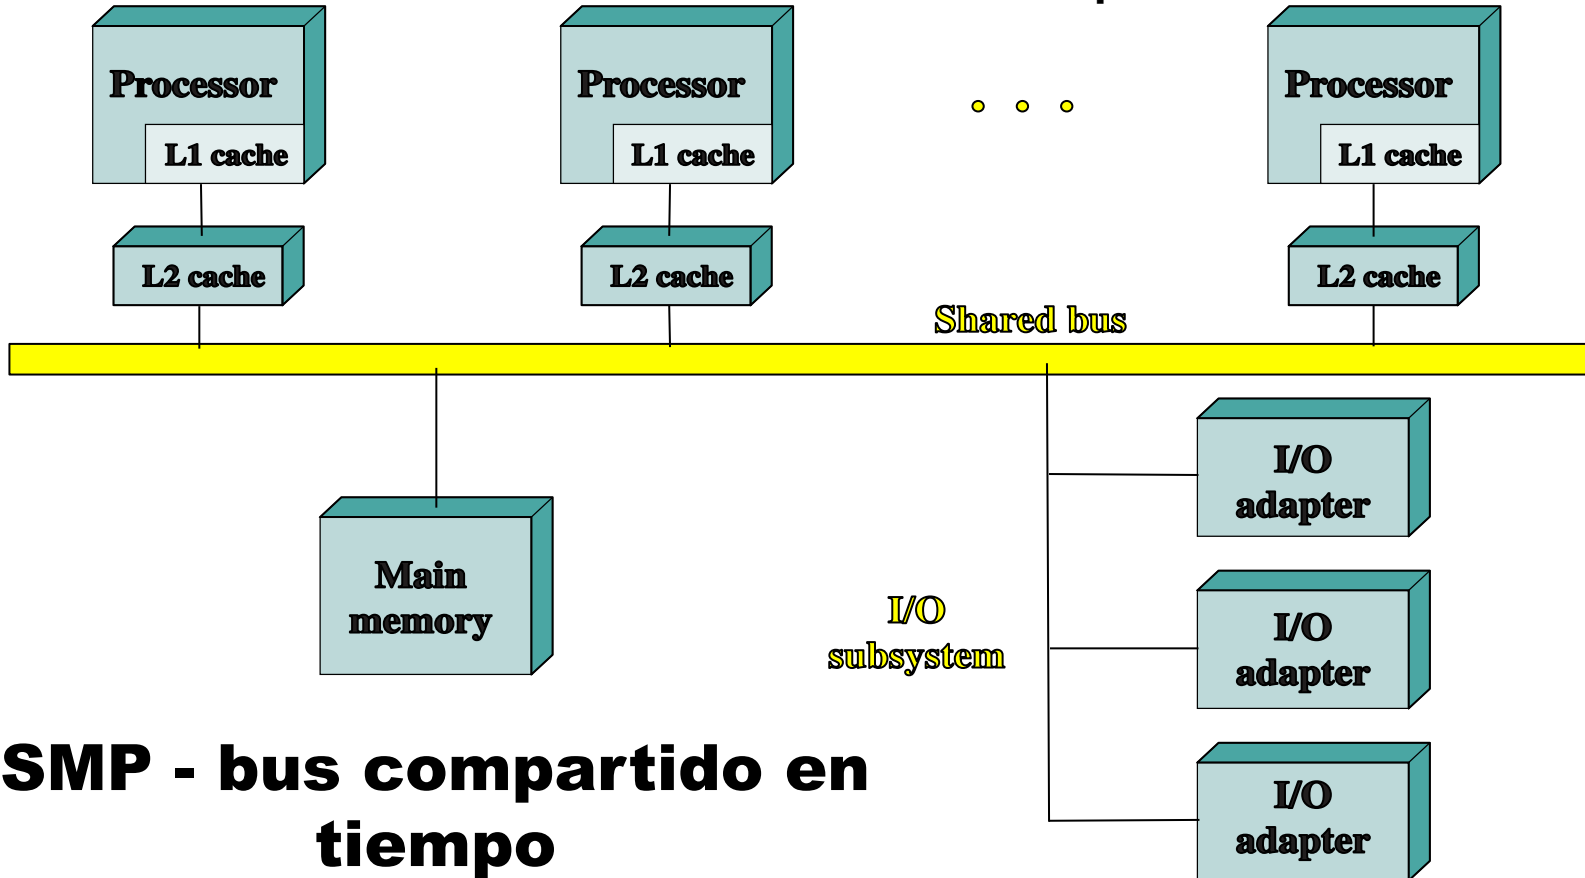 Processor
L1 cache
L2 cache
Processor
L1 cache
L2 cache
. . .
Processor
L1 cache
L2 cache
Shared bus
Main
memory
I/O
subsystem
I/O
adapter
I/O
adapter
I/O
adapter
SMP - bus compartido en
tiempo